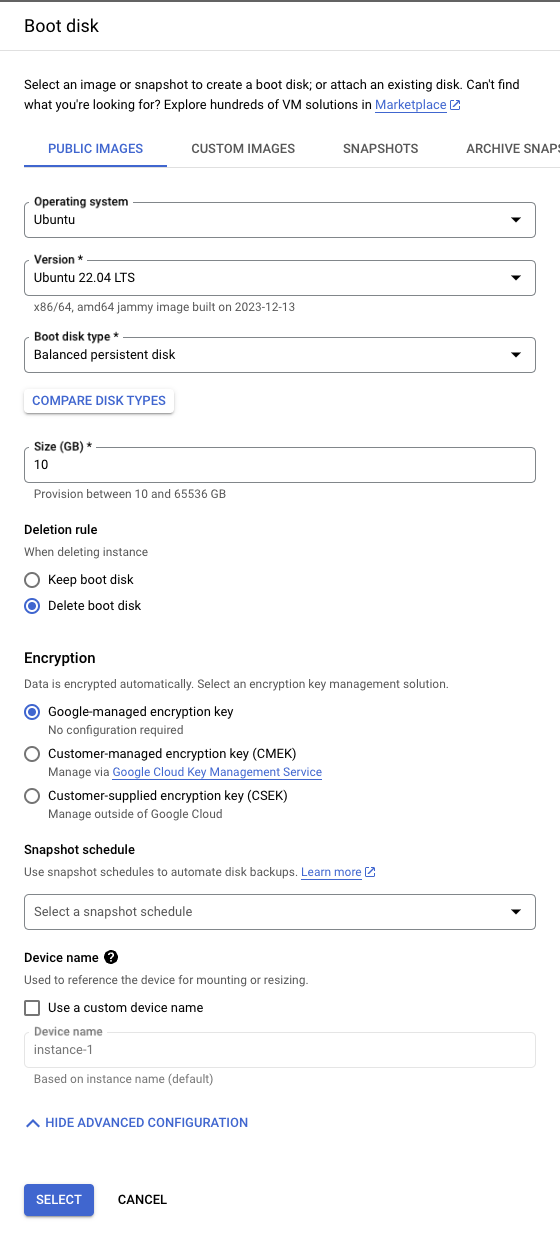 Boot disk
Select an image or snapshot to create a boot disk; or attach an existing disk. Can't find
what you're looking for? Explore hundreds of VM solutions in Marketplace
PUBLIC IMAGES CUSTOM IMAGES SNAPSHOTS ARCHIVE SNAPS
Operating system
Ubuntu
Version *
Ubuntu 22.04 LTS
x86/64, amd64 jammy image built on 2023-12-13
Boot disk type *
Balanced persistent disk
COMPARE DISK TYPES
Size (GB) *
10
Provision between 10 and 65536 GB
Deletion rule
When deleting instance
Keep boot disk
Delete boot disk
Encryption
Data is encrypted automatically. Select an encryption key management solution.
Google-managed encryption key
No configuration required
Customer-managed encryption key (CMEK)
Manage via Google Cloud Key Management Service
Customer-supplied encryption key (CSEK)
Manage outside of Google Cloud
Snapshot schedule
Use snapshot schedules to automate disk backups. Learn more
Select a snapshot schedule
Device name ?
Used to reference the device for mounting or resizing.
Use a custom device name
Device name
instance-1
Based on instance name (default)
HIDE ADVANCED CONFIGURATION
SELECT CANCEL